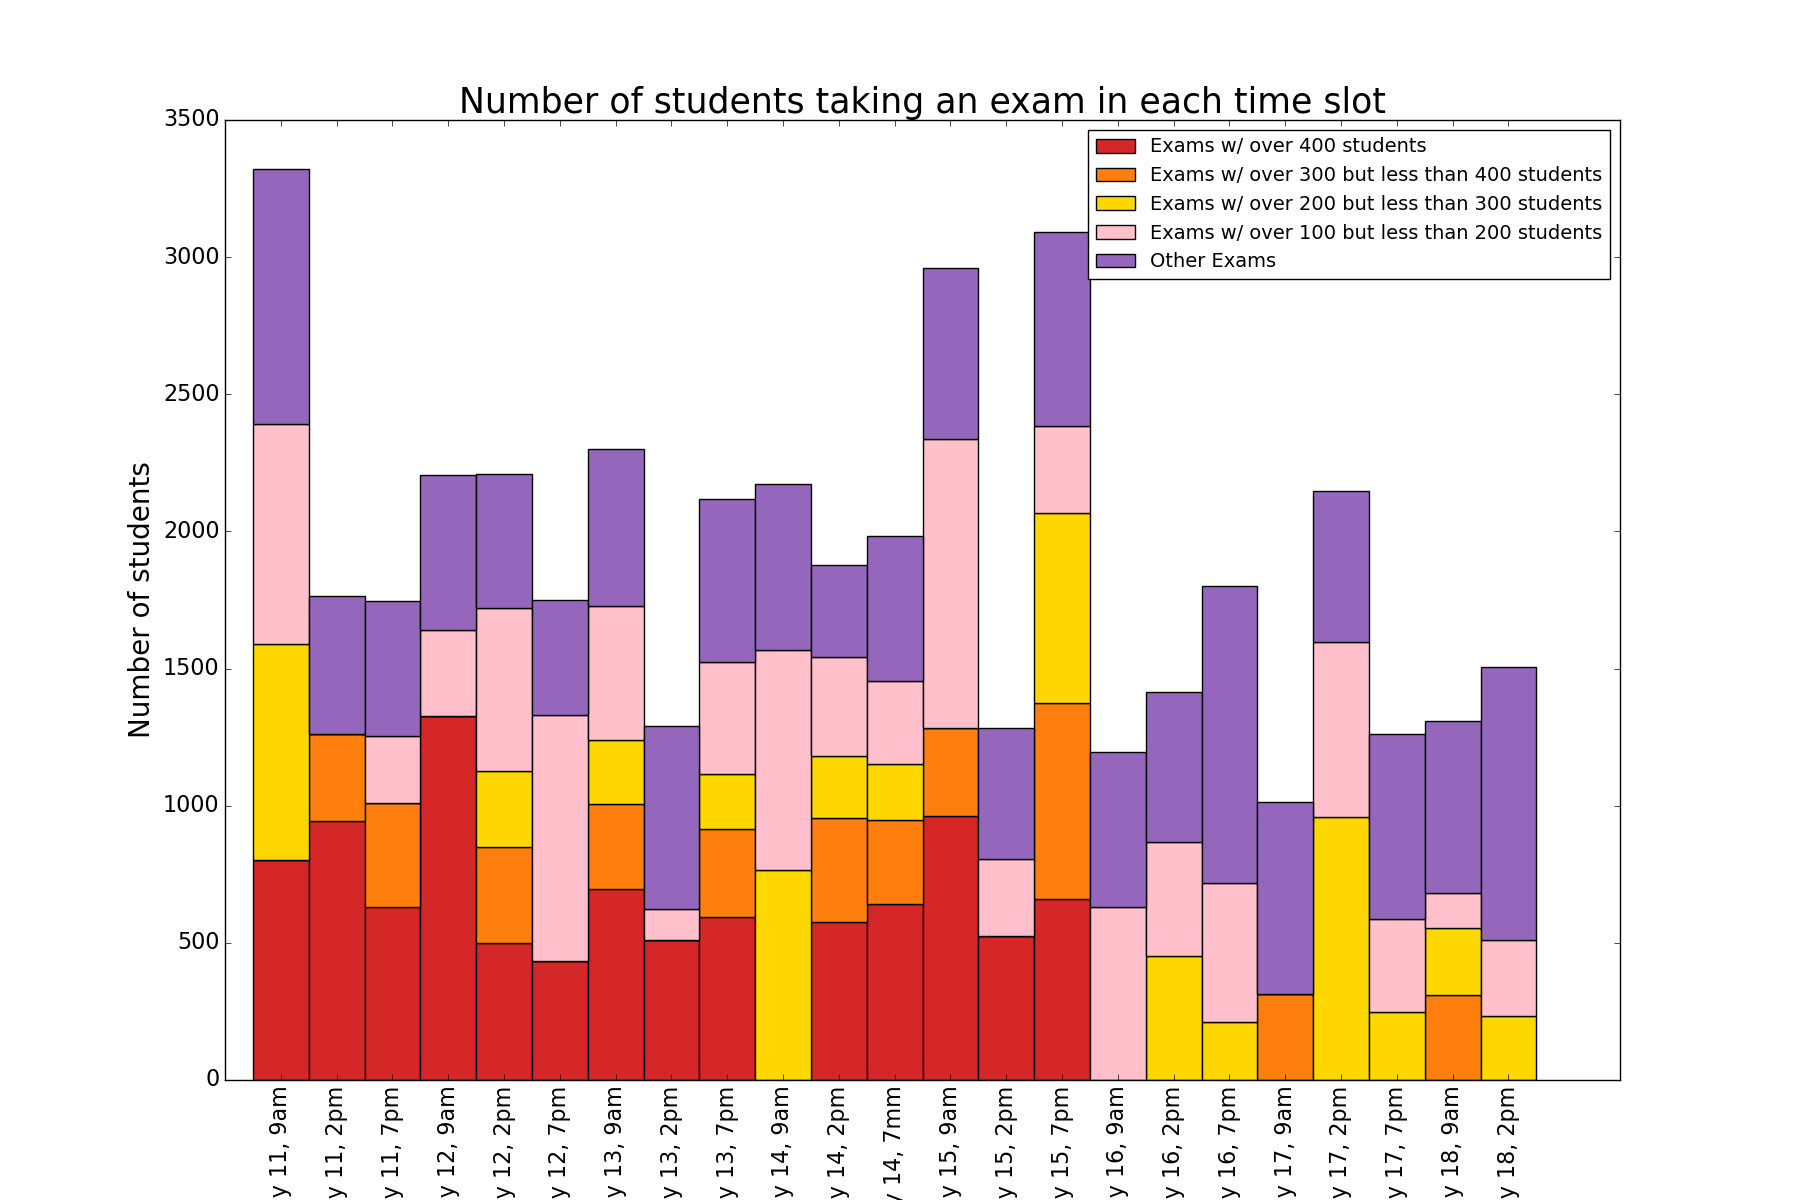 Number of students taking an exam in each time slot
3500
3000
2500
2000
1500
1000
500
0
Number of students
Exams w/ over 400 students
Exams w/ over 300 but less than 400 students
Exams w/ over 200 but less than 300 students
Exams w/ over 100 but less than 200 students
Other Exams
y 11, 9am
y 11, 2pm
y 11, 7pm
y 12, 9am
y 12, 2pm
y 12, 7pm
y 13, 9am
y 13, 2pm
y 13, 7pm
y 14, 9am
y 14, 2pm
y 14, 7mm
y 15, 9am
y 15, 2pm
y 15, 7pm
y 16, 9am
y 16, 2pm
y 16, 7pm
y 17, 9am
y 17, 2pm
y 17, 7pm
y 18, 9am
y 18, 2pm